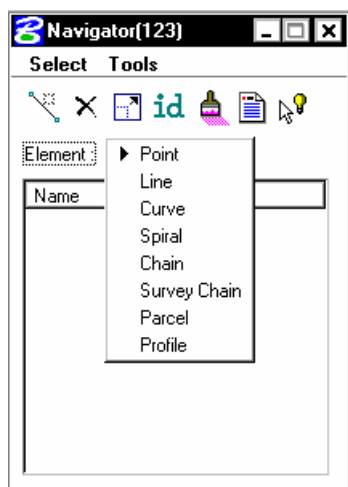 Navigator(123)
Select Tools
id
Element :
Point
Line
Curve
Spiral
Chain
Survey Chain
Parcel
Profile
Name